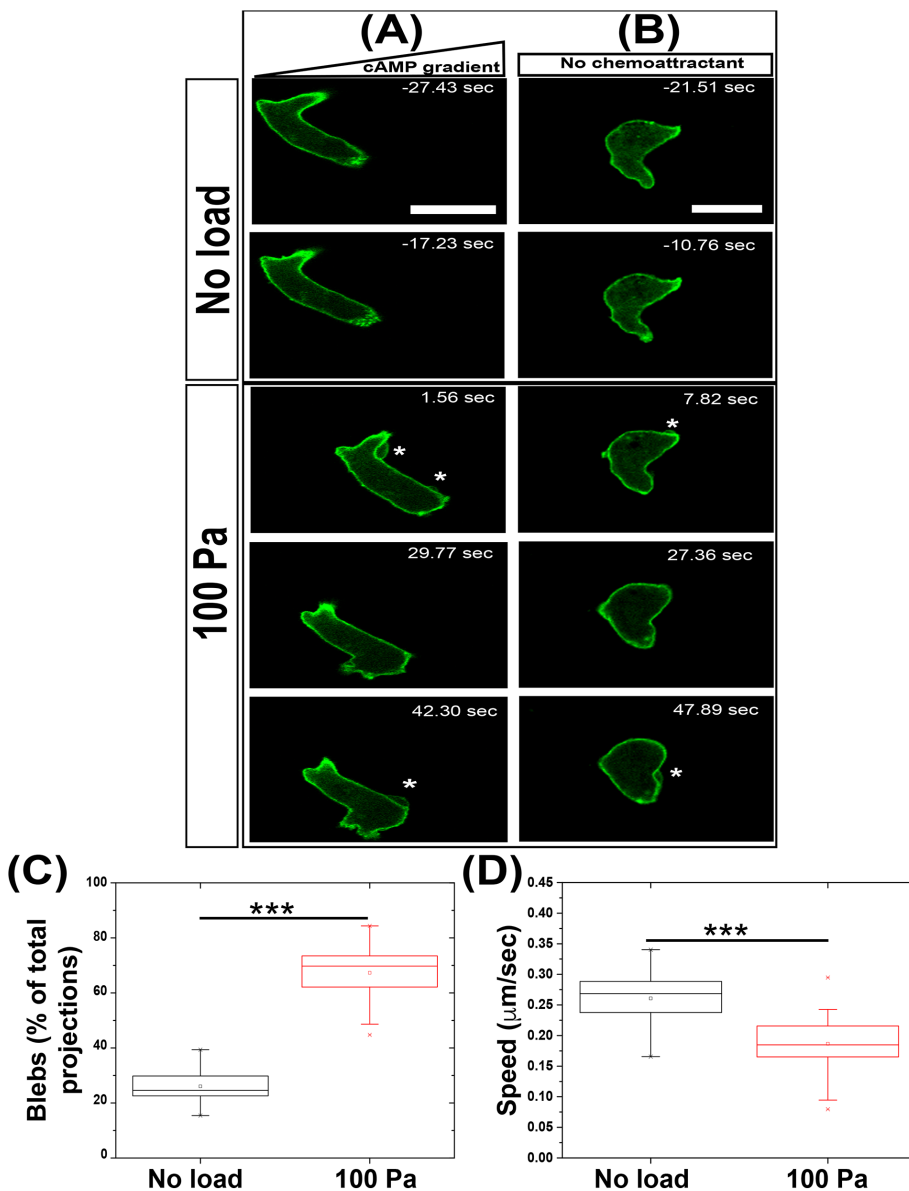 (A)
(B)
cAMP gradient
No chemoattractant
No load
-27.43 sec
-21.51 sec
-17.23 sec
-10.76 sec
100 Pa
1.56 sec
7.82 sec
*
*
*
29.77 sec
27.36 sec
42.30 sec
47.89 sec
*
*
(C)
Blebs (% of total
projections)
100
80
60
40
20
0
***
No load
100 Pa
(D)
Speed (μm/sec)
0.45
0.40
0.35
0.30
0.25
0.20
0.15
0.10
0.05
0.00
***
No load
100 Pa